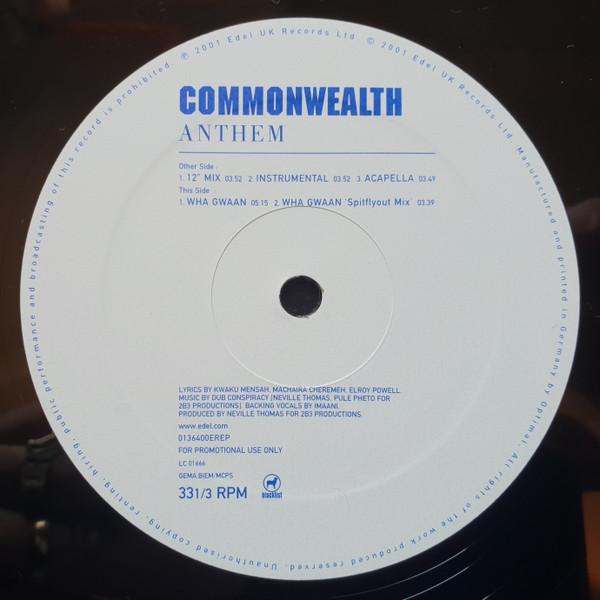 COMMONWEALTH
ANTHEM
Other Side :
1. 12" MIX 03.52 2. INSTRUMENTAL 03.52 3. ACAPELLA 03.49
This Side :
1. WHA GWAAN 05.15 2. WHA GWAAN 'Spitflyout Mix' 03.39
LYRICS BY KWAKU MENSAH, MACHAIRA CHEREMEH, ELROY POWELL.
MUSIC BY DUB CONSPIRACY (NEVILLE THOMAS, PULE PHETO FOR
2B3 PRODUCTIONS). BACKING VOCALS BY IMAANI.
PRODUCED BY NEVILLE THOMAS FOR 2B3 PRODUCTIONS.
www.edel.com
0136400EREP
FOR PROMOTIONAL USE ONLY
LC 01666
GEMA.BIEM/MCPS
331/3 RPM
blacklist
℗ 2001 Edel UK Records Ltd. © 2001 Edel UK Records Ltd. Manufactured and printed in Germany by Optimal. All rights of the work produced reserved. Unauthorised copying, renting, hiring, public performance and broadcasting of this record is prohibited.